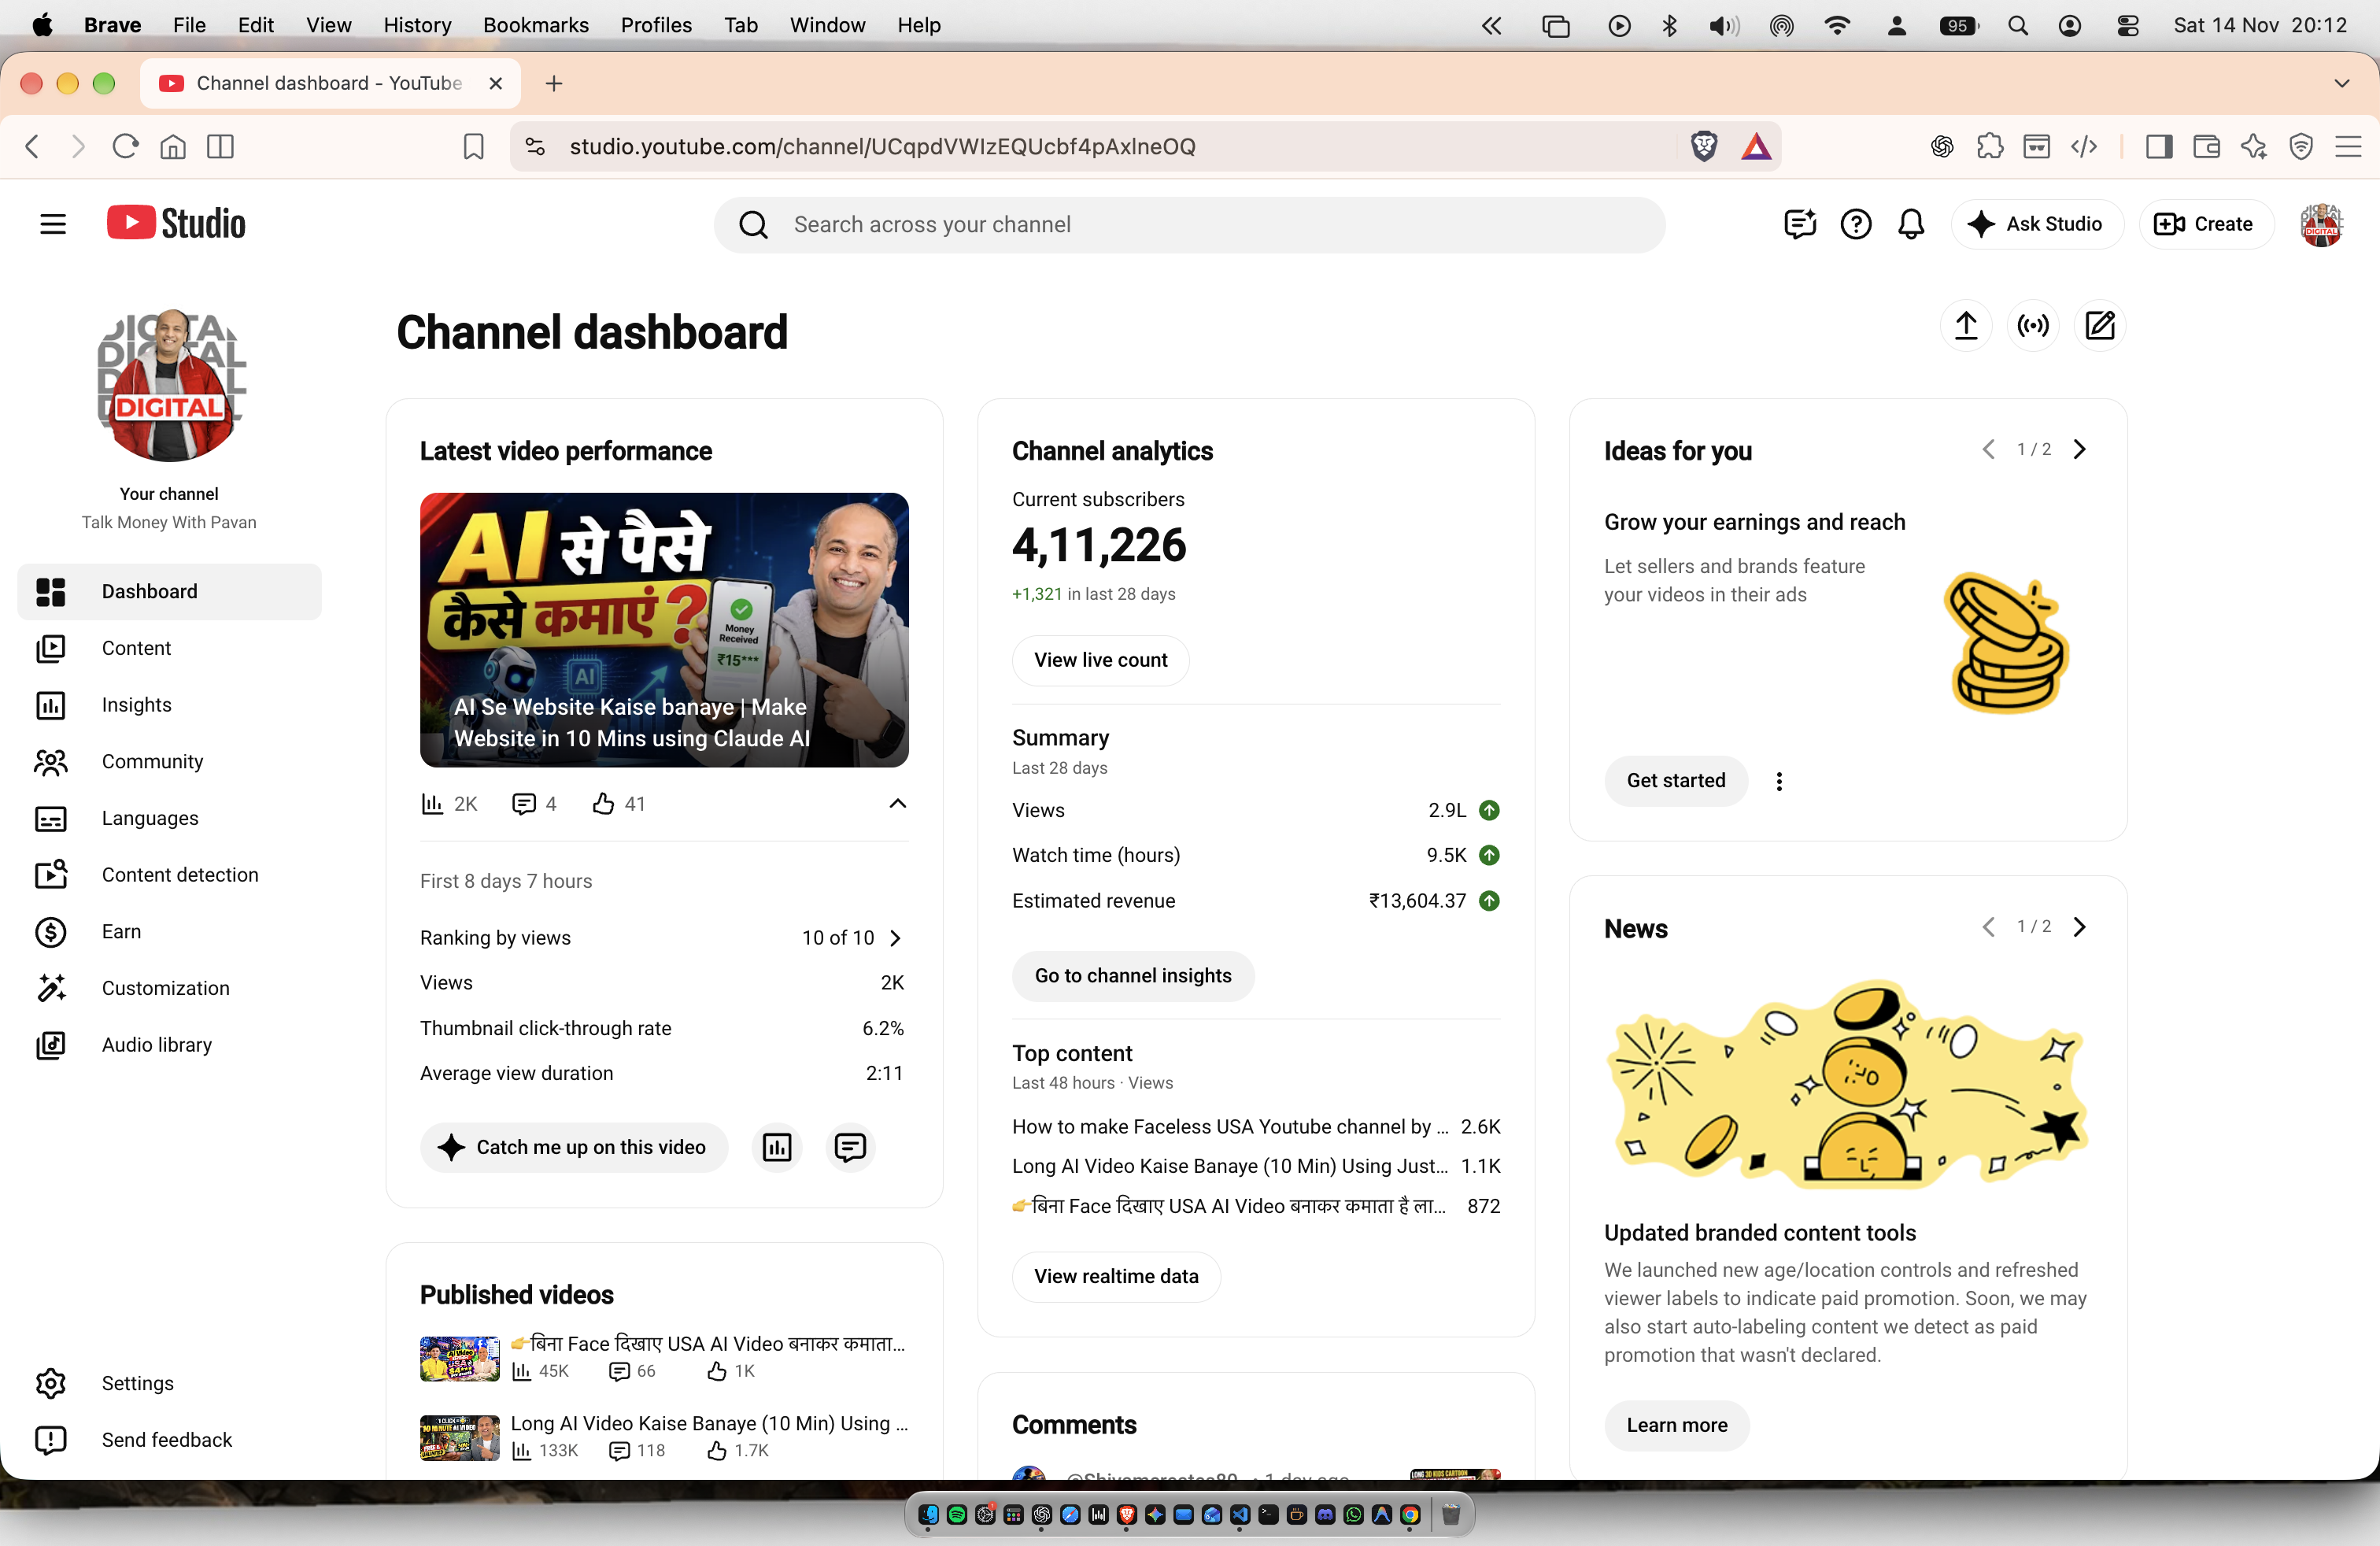 Brave File Edit View History Bookmarks Profiles Tab Window Help
95 Sat 14 Nov 20:12
Channel dashboard - YouTube
studio.youtube.com/channel/UCqpdVWIzEQUcbf4pAxIneOQ
Studio
Search across your channel
Ask Studio
Create
DIGITAL
Your channel
Talk Money With Pavan
Dashboard
Content
Insights
Community
Languages
Content detection
Earn
Customization
Audio library
Settings
Send feedback
Channel dashboard
Latest video performance
AI से पैसे
कैसे कमाएं ?
Money
Received
₹15***
AI
AI Se Website Kaise banaye | Make
Website in 10 Mins using Claude AI
2K 4 41
First 8 days 7 hours
Ranking by views 10 of 10
Views 2K
Thumbnail click-through rate 6.2%
Average view duration 2:11
Catch me up on this video
Published videos
👉बिना Face दिखाए USA AI Video बनाकर कमाता...
45K 66 1K
Long AI Video Kaise Banaye (10 Min) Using ...
133K 118 1.7K
Channel analytics
Current subscribers
4,11,226
+1,321 in last 28 days
View live count
Summary
Last 28 days
Views 2.9L
Watch time (hours) 9.5K
Estimated revenue ₹13,604.37
Go to channel insights
Top content
Last 48 hours · Views
How to make Faceless USA Youtube channel by ... 2.6K
Long AI Video Kaise Banaye (10 Min) Using Just... 1.1K
👉बिना Face दिखाए USA AI Video बनाकर कमाता है ला... 872
View realtime data
Comments
1 day ago
Ideas for you
1 / 2
Grow your earnings and reach
Let sellers and brands feature
your videos in their ads
Get started
News
1 / 2
Updated branded content tools
We launched new age/location controls and refreshed
viewer labels to indicate paid promotion. Soon, we may
also start auto-labeling content we detect as paid
promotion that wasn't declared.
Learn more